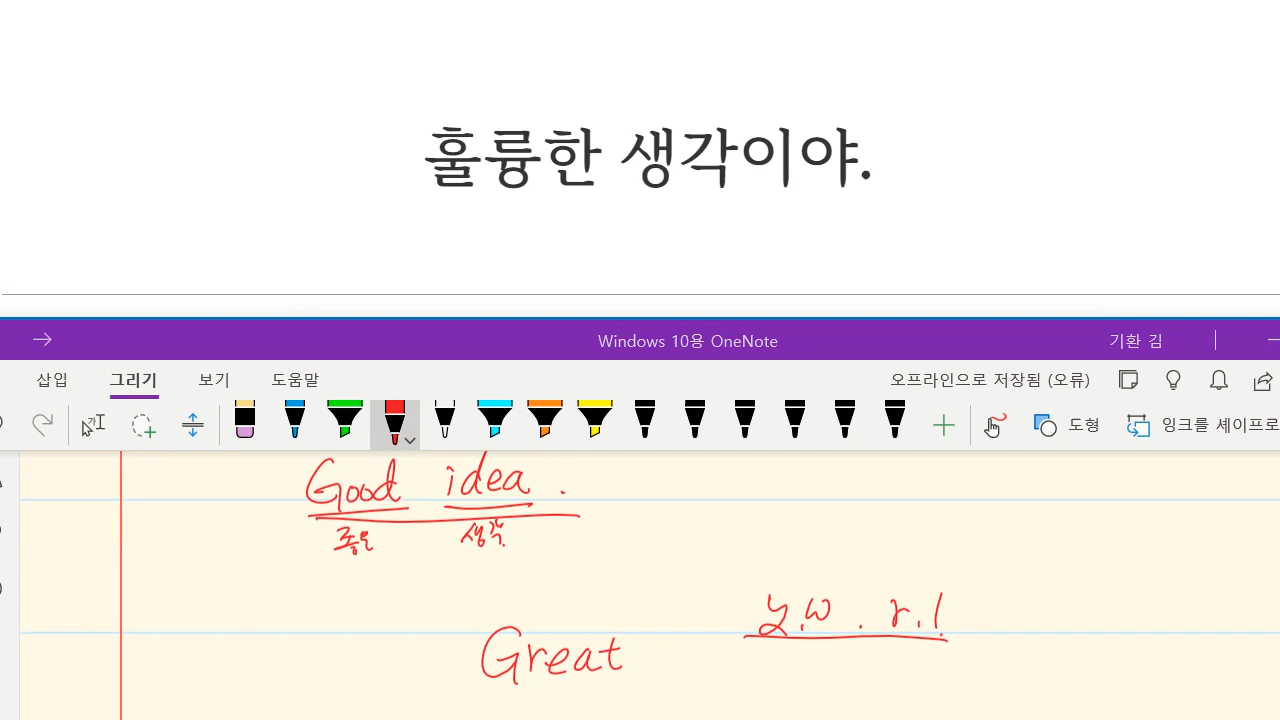 훌륭한 생각이야.
Windows 10용 OneNote 기환 김
삽입 그리기 보기 도움말 오프라인으로 저장됨 (오류)
가 도형 잉크를 셰이프로
Good idea .
좋은 생각
y.w . r.l
Great